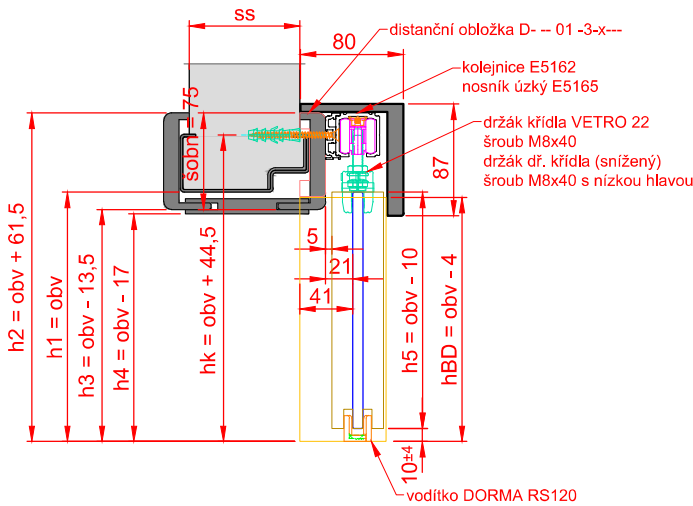 ss
80
distanční obložka D- -- 01 -3-x---
kolejnice E5162
nosník úzký E5165
držák křídla VETRO 22
šroub M8x40
držák dř. křídla (snížený)
šroub M8x40 s nízkou hlavou
87
šobm = 75
h2 = obv + 61,5
h1 = obv
h3 = obv - 13,5
h4 = obv - 17
hk = obv + 44,5
5
21
41
h5 = obv - 10
hBD = obv - 4
10±4
vodítko DORMA RS120